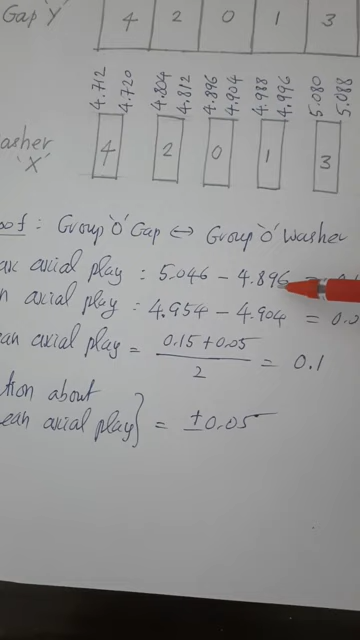 Gap 'Y'
4 2 0 1 3
4.712 4.720 4.804 4.812 4.896 4.904 4.988 4.996 5.080 5.088
asher
'X'
4 2 0 1 3
oof : Group 'O' Gap ↔ Group 'O' washer
ax axial play : 5.046 - 4.896 = 0.1
n axial play : 4.954 - 4.904 = 0.0
ean axial play = 0.15 + 0.05 / 2 = 0.1
tion about
ean axial play} = ±0.05